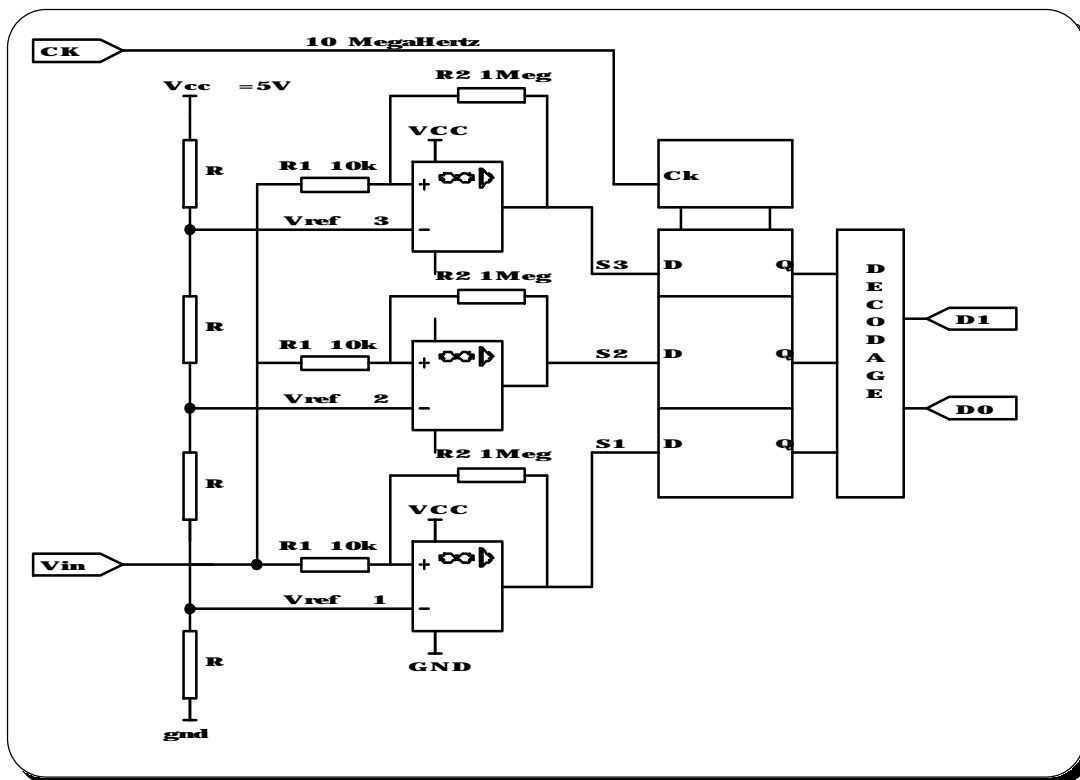 CK
10 MegaHertz
Vcc =5V
R2 1Meg
VCC
R
R1 10k
+
∞
Ck
Vref 3
−
S3
D
Q
R2 1Meg
R
R1 10k
+
∞
S2
D
Q
DECODAGE
D1
Vref 2
−
D0
R2 1Meg
S1
D
Q
R
VCC
R1 10k
+
∞
Vin
Vref 1
−
R
GND
gnd